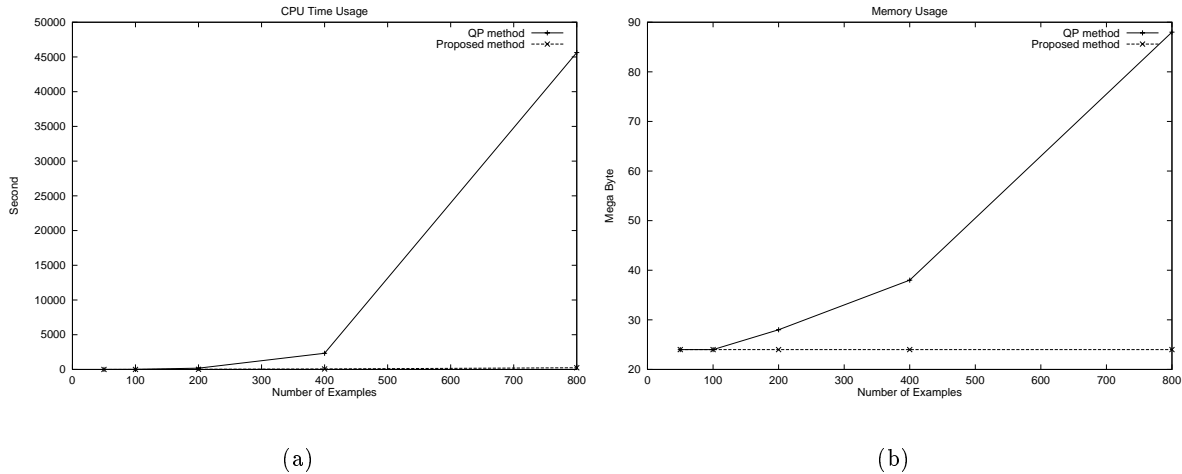 CPU Time Usage
50000
45000
40000
35000
30000
25000
20000
15000
10000
5000
0
Second
QP method
Proposed method
0 100 200 300 400 500 600 700 800
Number of Examples
(a)
Memory Usage
90
80
70
60
50
40
30
20
Mega Byte
QP method
Proposed method
0 100 200 300 400 500 600 700 800
Number of Examples
(b)